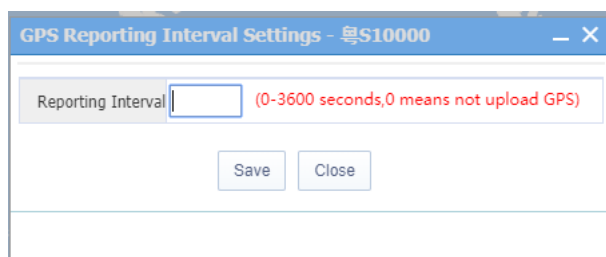 GPS Reporting Interval Settings - 粤S10000
Reporting Interval (0-3600 seconds,0 means not upload GPS)
Save Close